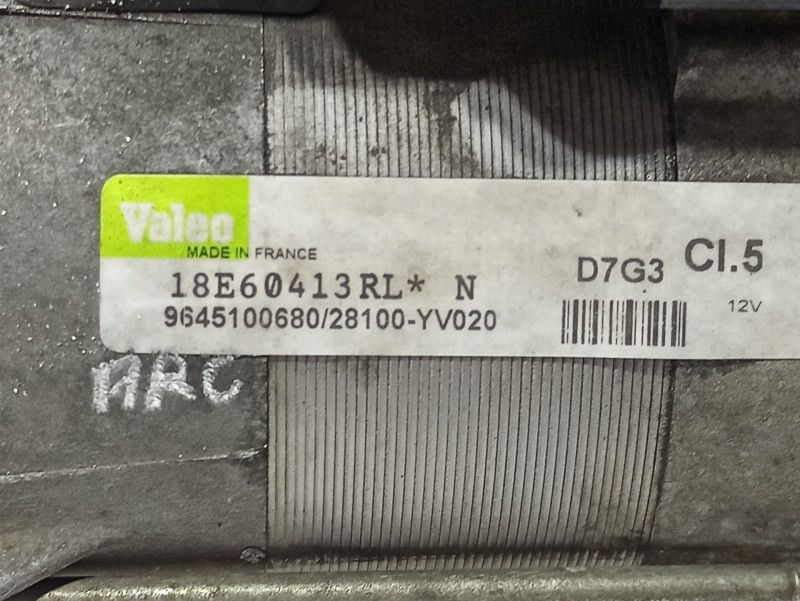 Valeo
MADE IN FRANCE
18E60413RL* N
9645100680/28100-YV020
D7G3 Cl.5
12V
ARC